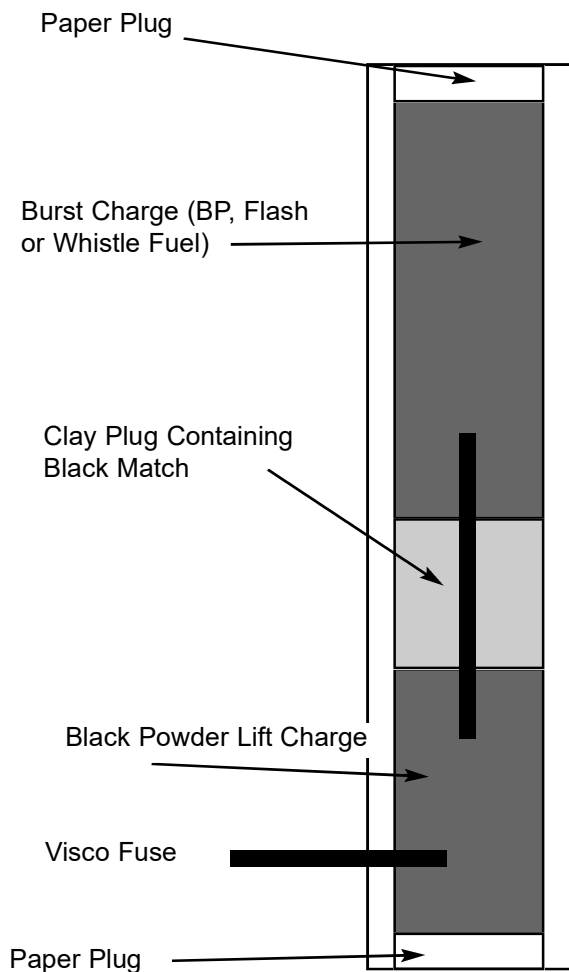 Paper Plug
Burst Charge (BP, Flash
or Whistle Fuel)
Clay Plug Containing
Black Match
Black Powder Lift Charge
Visco Fuse
Paper Plug